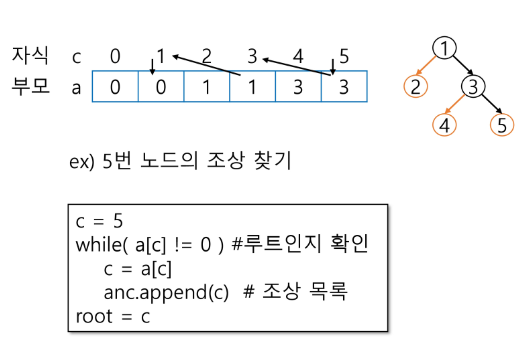 자식 c 0 1 2 3 4 5
부모 a 0 0 1 1 3 3
1
2 3
4 5
ex) 5번 노드의 조상 찾기
c = 5
while( a[c] != 0 ) #루트인지 확인
c = a[c]
anc.append(c) # 조상 목록
root = c